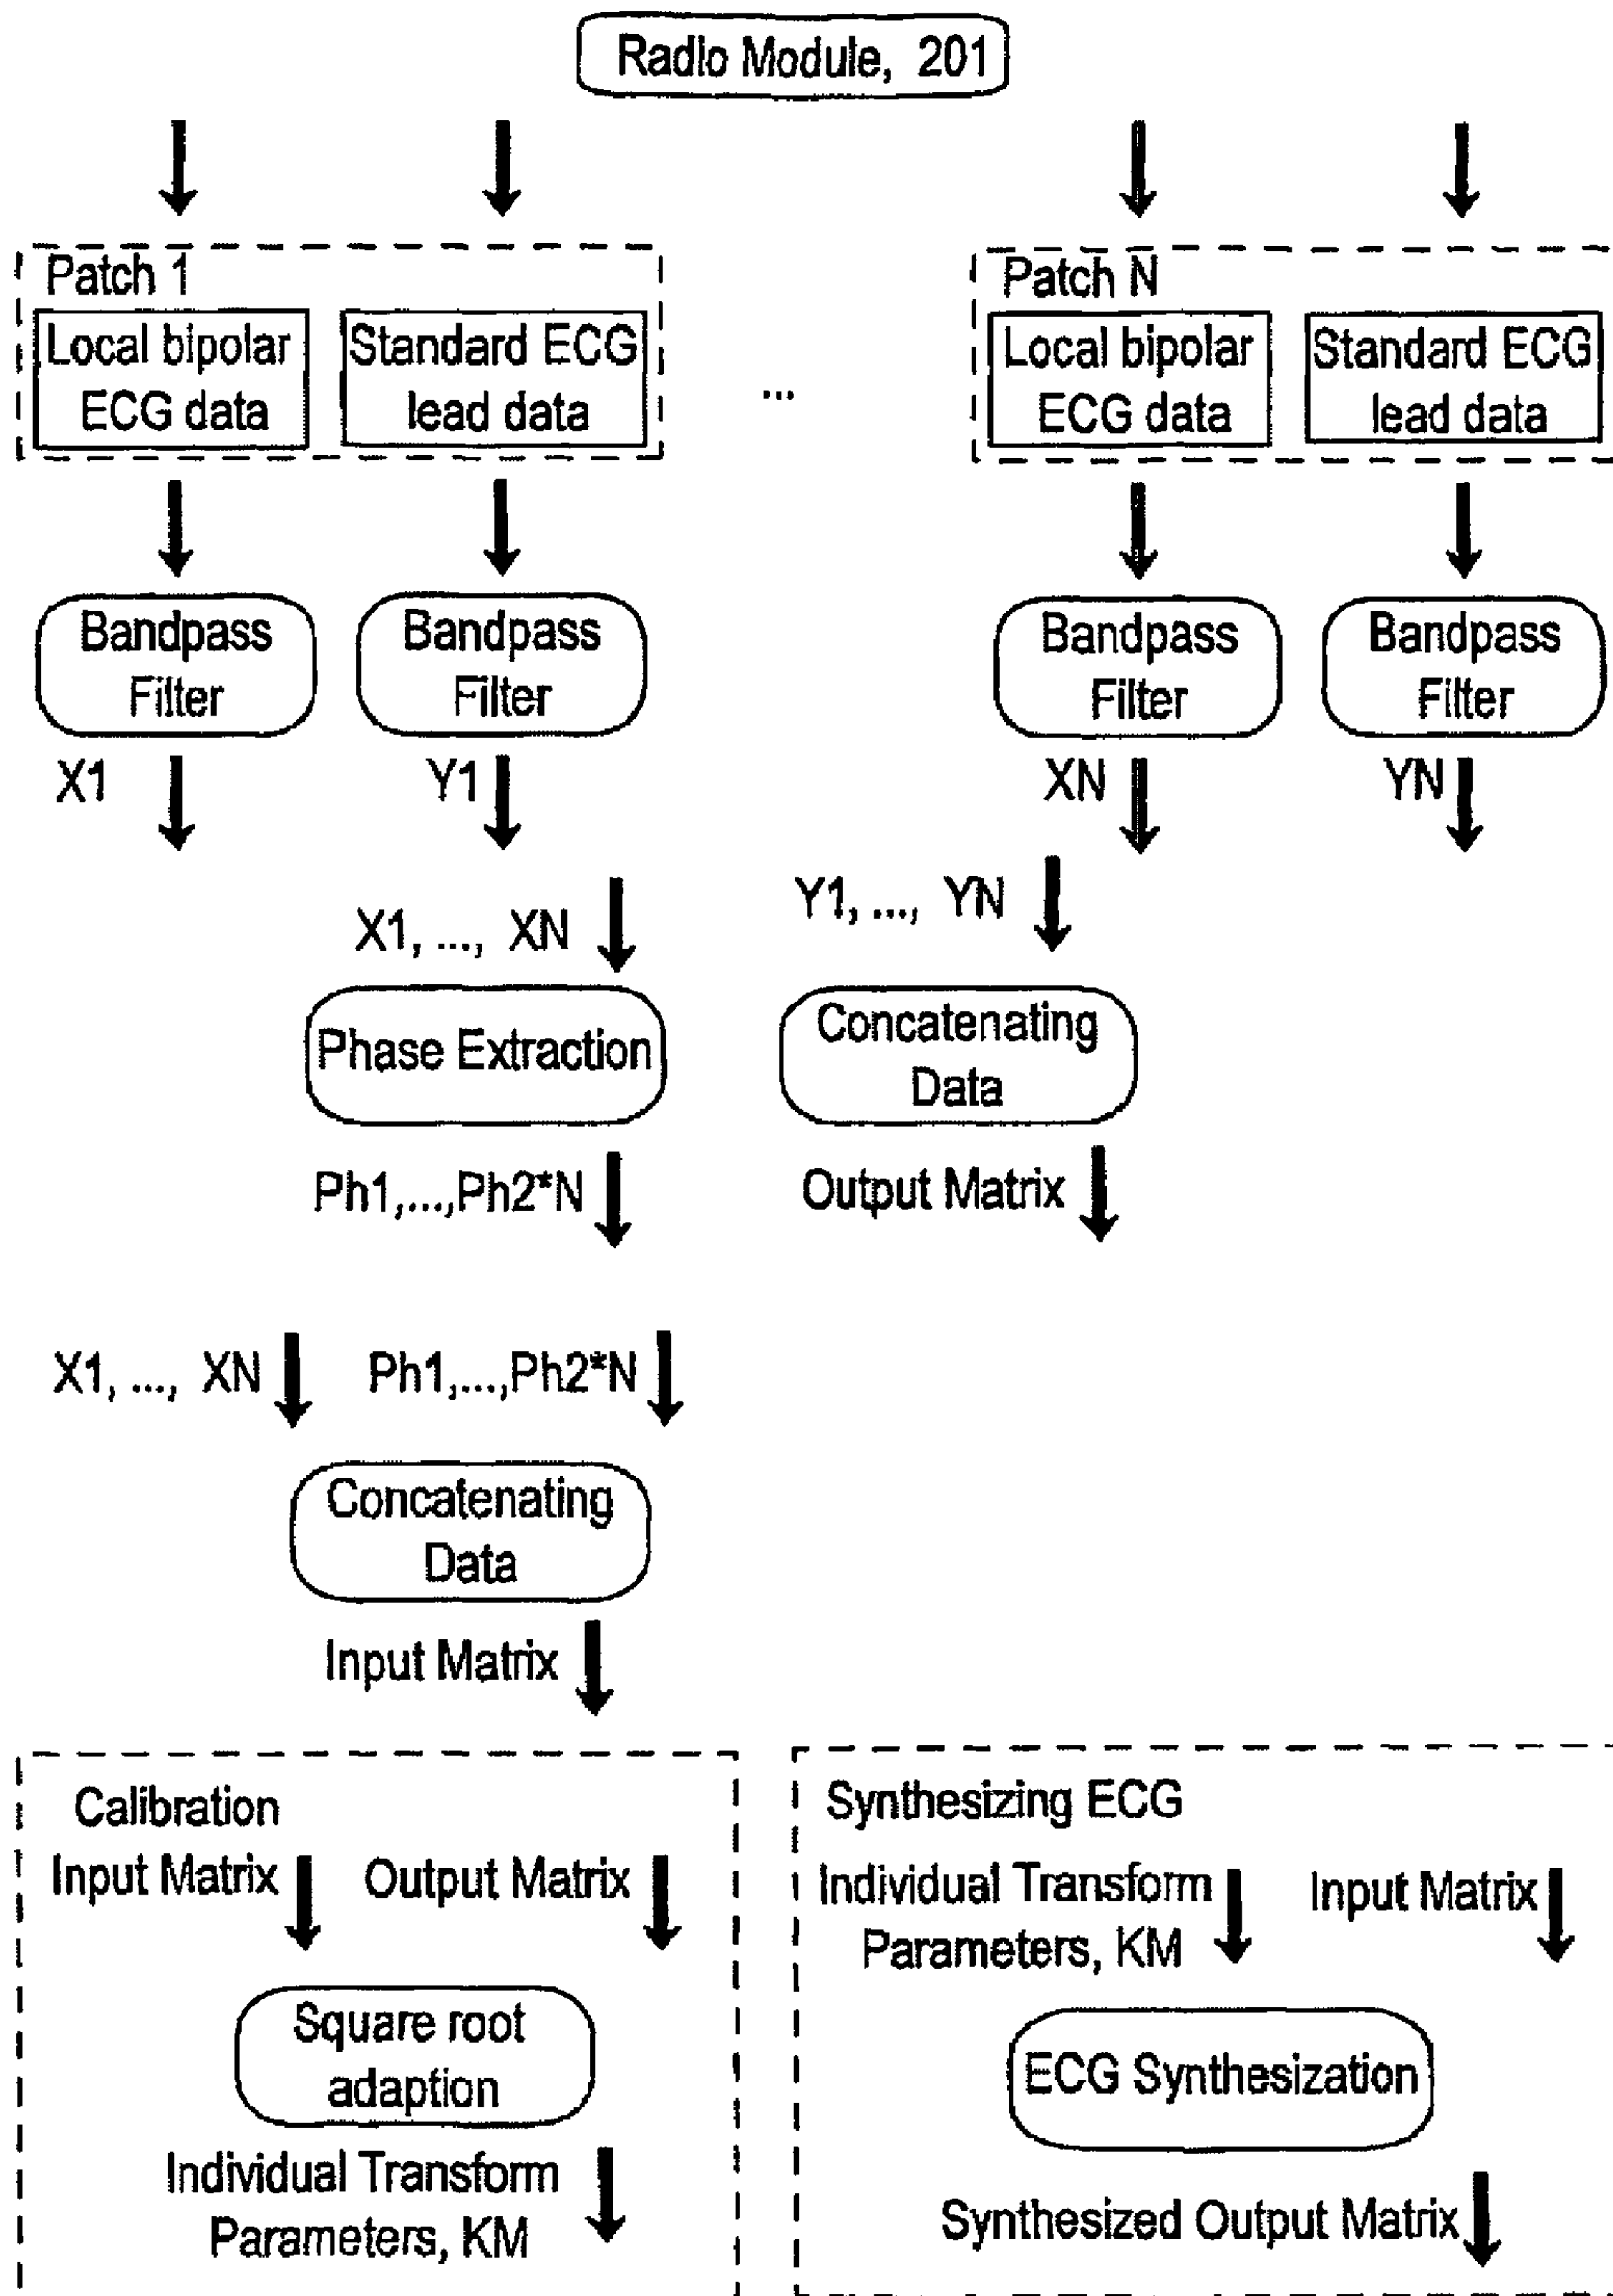 Radio Module, 201
Patch 1
Local bipolar
ECG data
Standard ECG
lead data
...
Patch N
Local bipolar
ECG data
Standard ECG
lead data
Bandpass
Filter
Bandpass
Filter
Bandpass
Filter
Bandpass
Filter
X1
Y1
XN
YN
X1, ..., XN
Y1, ..., YN
Phase Extraction
Concatenating
Data
Ph1,...,Ph2*N
Output Matrix
X1, ..., XN
Ph1,...,Ph2*N
Concatenating
Data
Input Matrix
Calibration
Input Matrix
Output Matrix
Square root
adaption
Individual Transform
Parameters, KM
Synthesizing ECG
Individual Transform
Parameters, KM
Input Matrix
ECG Synthesization
Synthesized Output Matrix